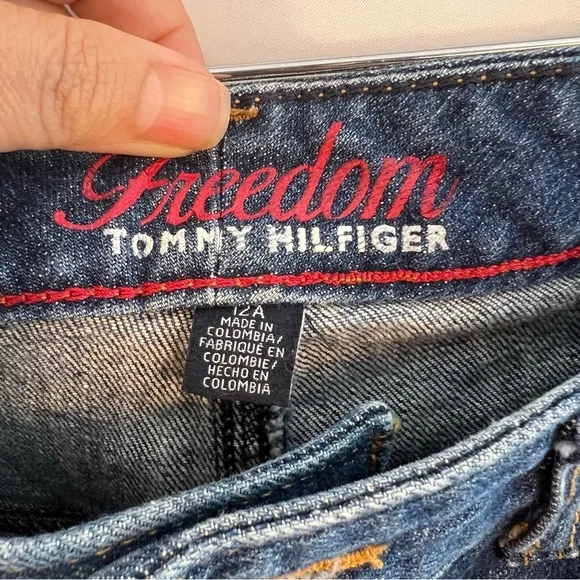 Freedom
TOMMY HILFIGER
12A
MADE IN
COLOMBIA/
FABRIQUÉ EN
COLOMBIE/
HECHO EN
COLOMBIA